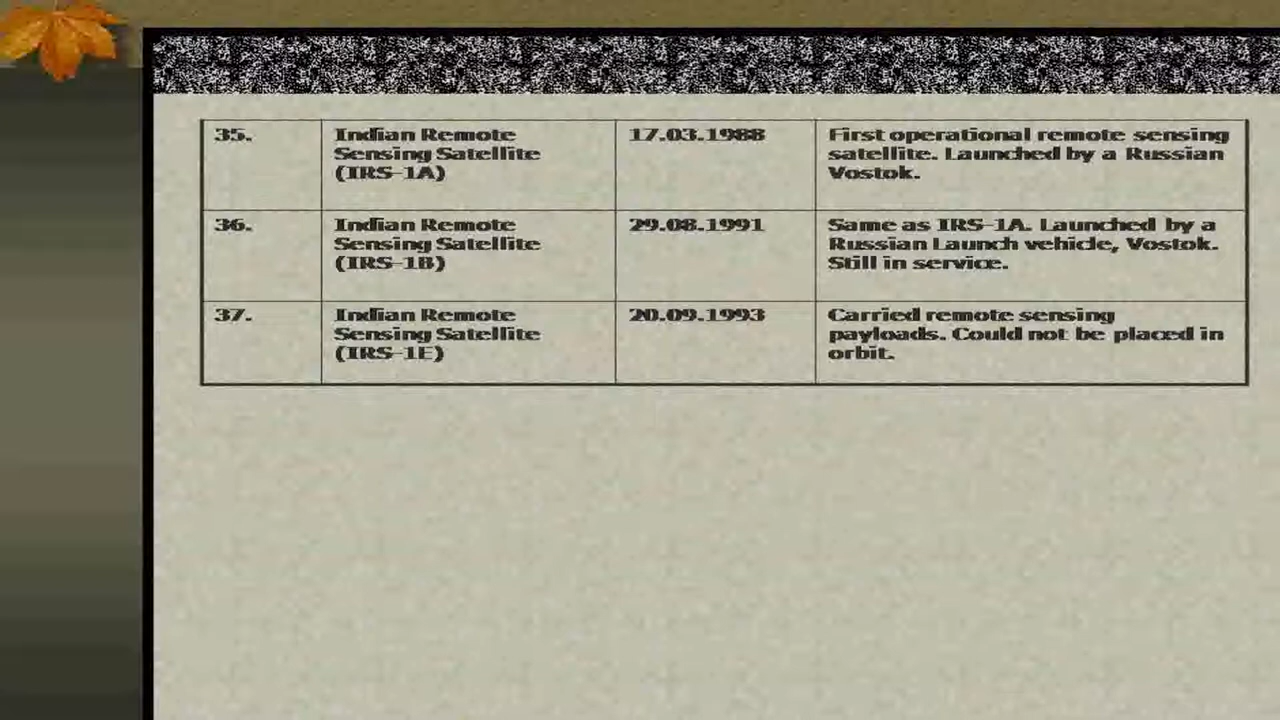 35.
Indian Remote
Sensing Satellite
(IRS-1A)
17.03.1988
First operational remote sensing
satellite. Launched by a Russian
Vostok.
36.
Indian Remote
Sensing Satellite
(IRS-1B)
29.08.1991
Same as IRS-1A. Launched by a
Russian Launch vehicle, Vostok.
Still in service.
37.
Indian Remote
Sensing Satellite
(IRS-1E)
20.09.1993
Carried remote sensing
payloads. Could not be placed in
orbit.